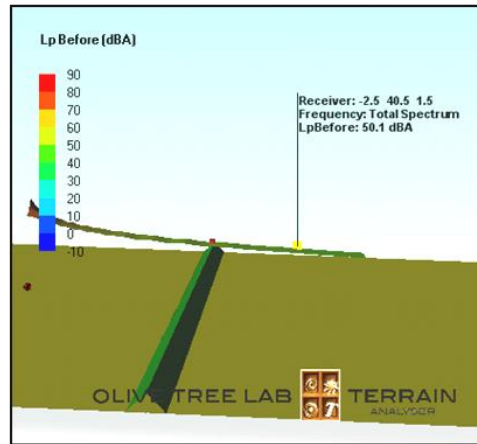 Lp Before (dBA)
90
80
70
60
50
40
30
20
10
0
-10
Receiver: -2.5 40.5 1.5
Frequency: Total Spectrum
LpBefore: 50.1 dBA
OLIVE TREE LAB TERRAIN
ANALYSER